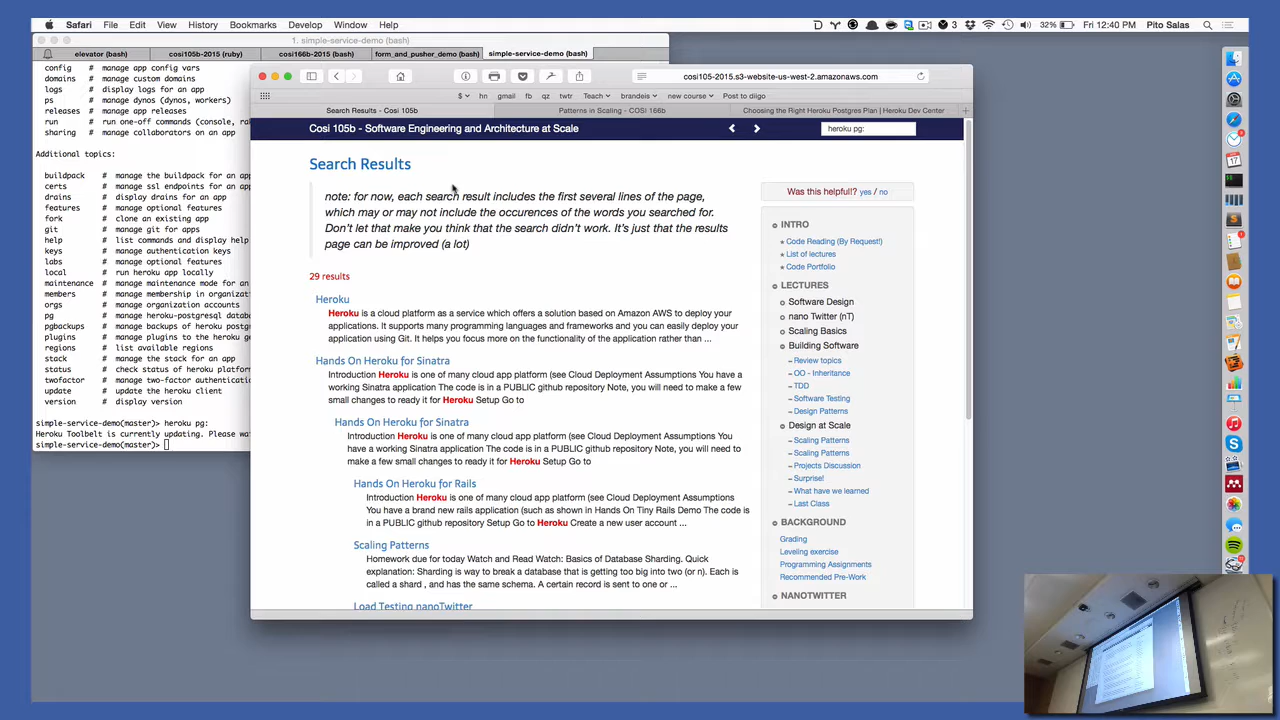 Safari File Edit View History Bookmarks Develop Window Help
3 32% Fri 12:40 PM Pito Salas
1. simple-service-demo (bash)
elevator (bash) cosi105b-2015 (ruby) cosi166b-2015 (bash) form_and_pusher_demo (bash) simple-service-demo (bash)
config # manage app config vars
domains # manage custom domains
logs # display logs for an app
ps # manage dynos (dynos, workers)
releases # manage app releases
run # run one-off commands (console, ra
sharing # manage collaborators on an app
Additional topics:
buildpack # manage the buildpack for an ap
certs # manage ssl endpoints for an ap
drains # display drains for an app
features # manage optional features
fork # clone an existing app
git # manage git for apps
help # list commands and display help
keys # manage authentication keys
labs # manage optional features
local # run heroku app locally
maintenance # manage maintenance mode for an
members # manage membership in organizat
orgs # manage organization accounts
pg # manage heroku-postgresql datab
pgbackups # manage backups of heroku postg
plugins # manage plugins to the heroku g
regions # list available regions
stack # manage the stack for an app
status # check status of heroku platfor
twofactor # manage two-factor authenticati
update # update the heroku client
version # display version
simple-service-demo(master)> heroku pg:
Heroku Toolbelt is currently updating. Please wa
simple-service-demo(master)>
cosi105-2015.s3-website-us-west-2.amazonaws.com
$ hn gmail fb qz twtr Teach brandeis new course Post to diigo
Search Results - Cosi 105b Patterns in Scaling - COSI 166b Choosing the Right Heroku Postgres Plan | Heroku Dev Center
Cosi 105b - Software Engineering and Architecture at Scale
heroku pg:
Search Results
note: for now, each search result includes the first several lines of the page,
which may or may not include the occurences of the words you searched for.
Don't let that make you think that the search didn't work. It's just that the results
page can be improved (a lot)
29 results
Heroku
Heroku is a cloud platform as a service which offers a solution based on Amazon AWS to deploy your
applications. It supports many programming languages and frameworks and you can easily deploy your
application using Git. It helps you focus more on the functionality of the application rather than ...
Hands On Heroku for Sinatra
Introduction Heroku is one of many cloud app platform (see Cloud Deployment Assumptions You have a
working Sinatra application The code is in a PUBLIC github repository Note, you will need to make a few
small changes to ready it for Heroku Setup Go to
Hands On Heroku for Sinatra
Introduction Heroku is one of many cloud app platform (see Cloud Deployment Assumptions You
have a working Sinatra application The code is in a PUBLIC github repository Note, you will need to
make a few small changes to ready it for Heroku Setup Go to
Hands On Heroku for Rails
Introduction Heroku is one of many cloud app platform (see Cloud Deployment Assumptions
You have a brand new rails application (such as shown in Hands On Tiny Rails Demo The code is
in a PUBLIC github repository Setup Go to Heroku Create a new user account ...
Scaling Patterns
Homework due for today Watch and Read Watch: Basics of Database Sharding. Quick
explanation: Sharding is way to break a database that is getting too big into two (or n). Each is
called a shard , and has the same schema. A certain record is sent to one or ...
Load Testing nanoTwitter
Was this helpful!? yes / no
INTRO
Code Reading (By Request!)
List of lectures
Code Portfolio
LECTURES
Software Design
nano Twitter (nT)
Scaling Basics
Building Software
Review topics
OO - Inheritance
TDD
Software Testing
Design Patterns
Design at Scale
Scaling Patterns
Scaling Patterns
Projects Discussion
Surprise!
What have we learned
Last Class
BACKGROUND
Grading
Leveling exercise
Programming Assignments
Recommended Pre-Work
NANOTWITTER